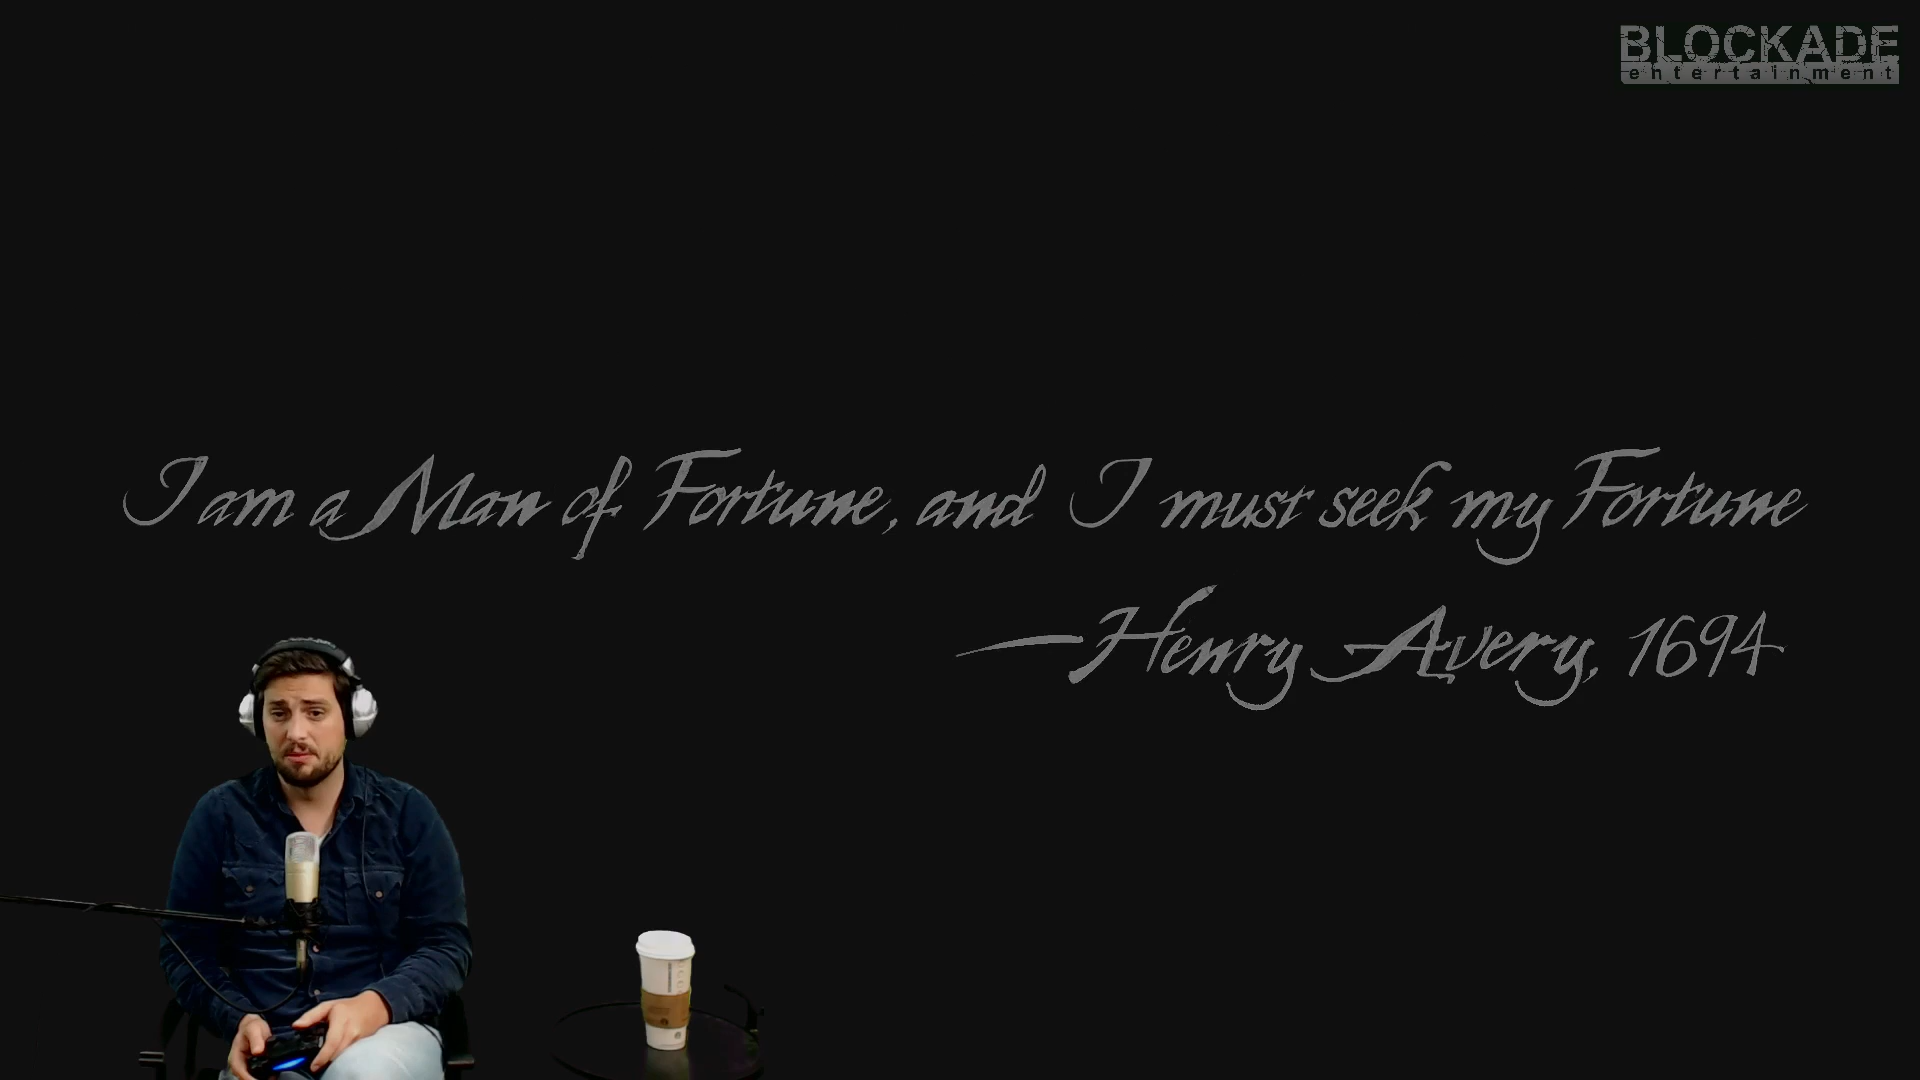 BLOCKADE
entertainment
I am a Man of Fortune, and I must seek my Fortune
—Henry Avery, 1694